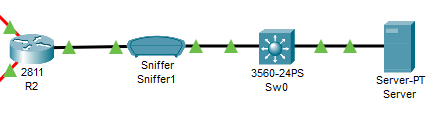 2811
R2
Sniffer
Sniffer1
3560-24PS
Sw0
Server-PT
Server